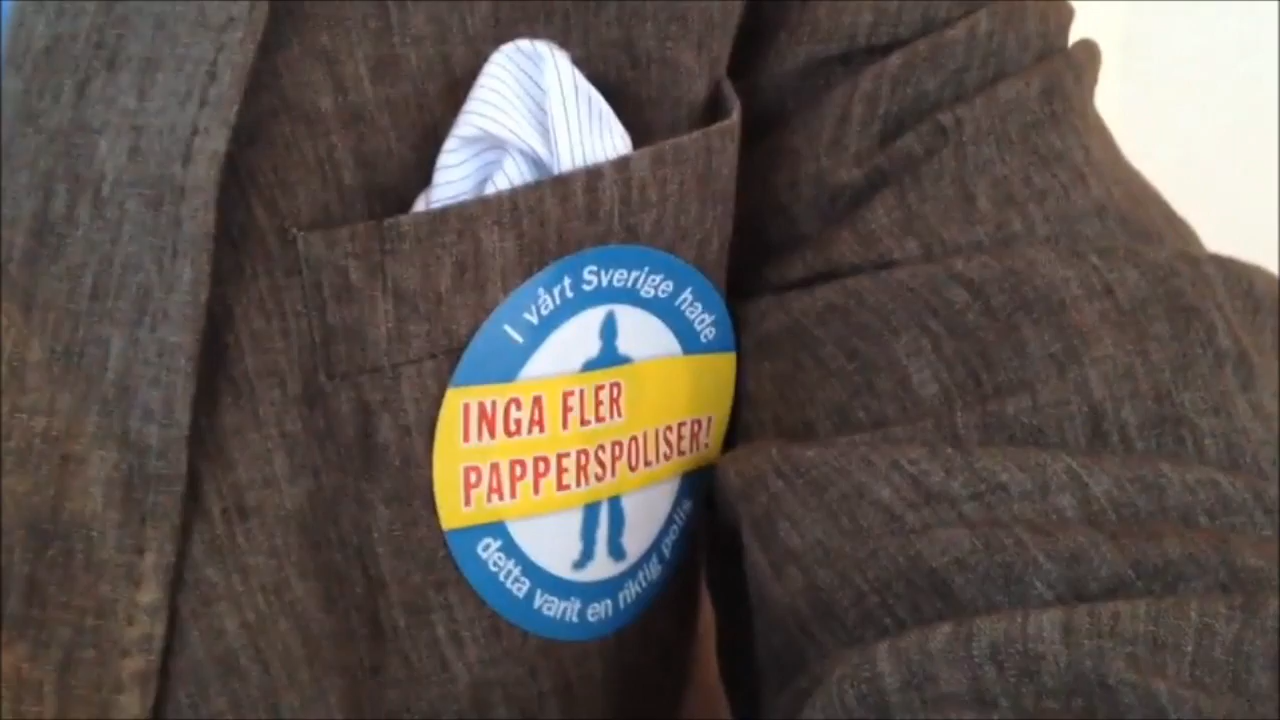 I vårt Sverige hade
INGA FLER
PAPPERSPOLISER!
detta varit en riktig polis